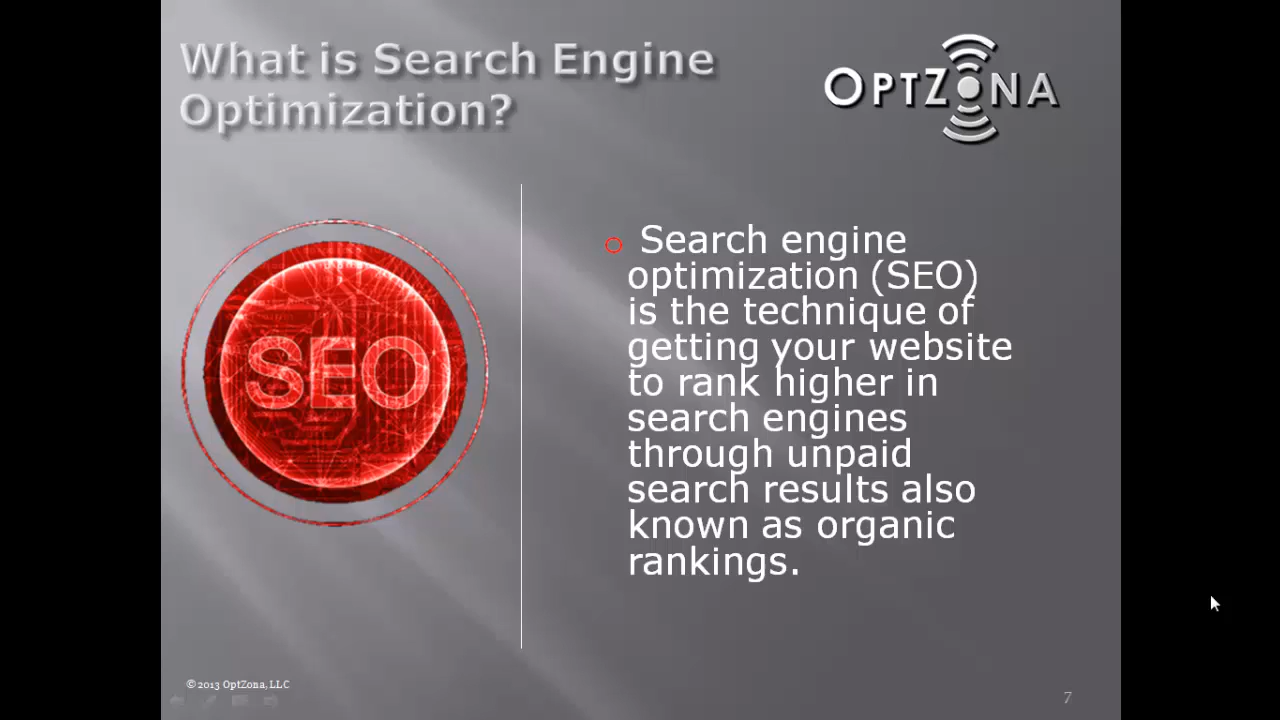 What is Search Engine
Optimization?
OPTZONA
SEO
Search engine
optimization (SEO)
is the technique of
getting your website
to rank higher in
search engines
through unpaid
search results also
known as organic
rankings.
© 2013 OptZona, LLC
7